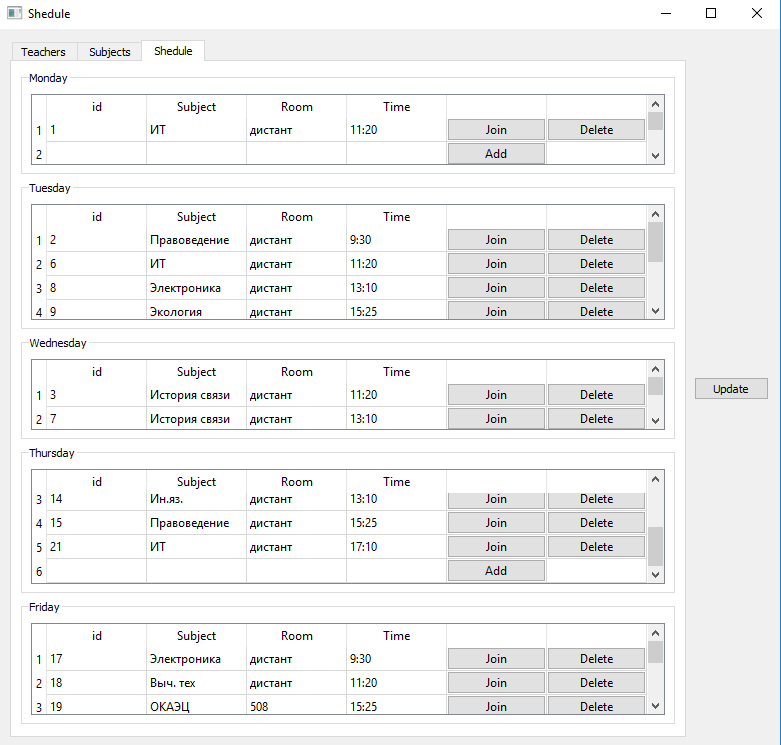 Shedule
Teachers Subjects Shedule
Monday
id Subject Room Time
1 1 ИТ дистант 11:20 Join Delete
2 Add
Tuesday
id Subject Room Time
1 2 Правоведение дистант 9:30 Join Delete
2 6 ИТ дистант 11:20 Join Delete
3 8 Электроника дистант 13:10 Join Delete
4 9 Экология дистант 15:25 Join Delete
Wednesday
id Subject Room Time
1 3 История связи дистант 11:20 Join Delete
2 7 История связи дистант 13:10 Join Delete
Update
Thursday
id Subject Room Time
3 14 Ин.яз. дистант 13:10 Join Delete
4 15 Правоведение дистант 15:25 Join Delete
5 21 ИТ дистант 17:10 Join Delete
6 Add
Friday
id Subject Room Time
1 17 Электроника дистант 9:30 Join Delete
2 18 Выч. тех дистант 11:20 Join Delete
3 19 ОКАЭЦ 508 15:25 Join Delete